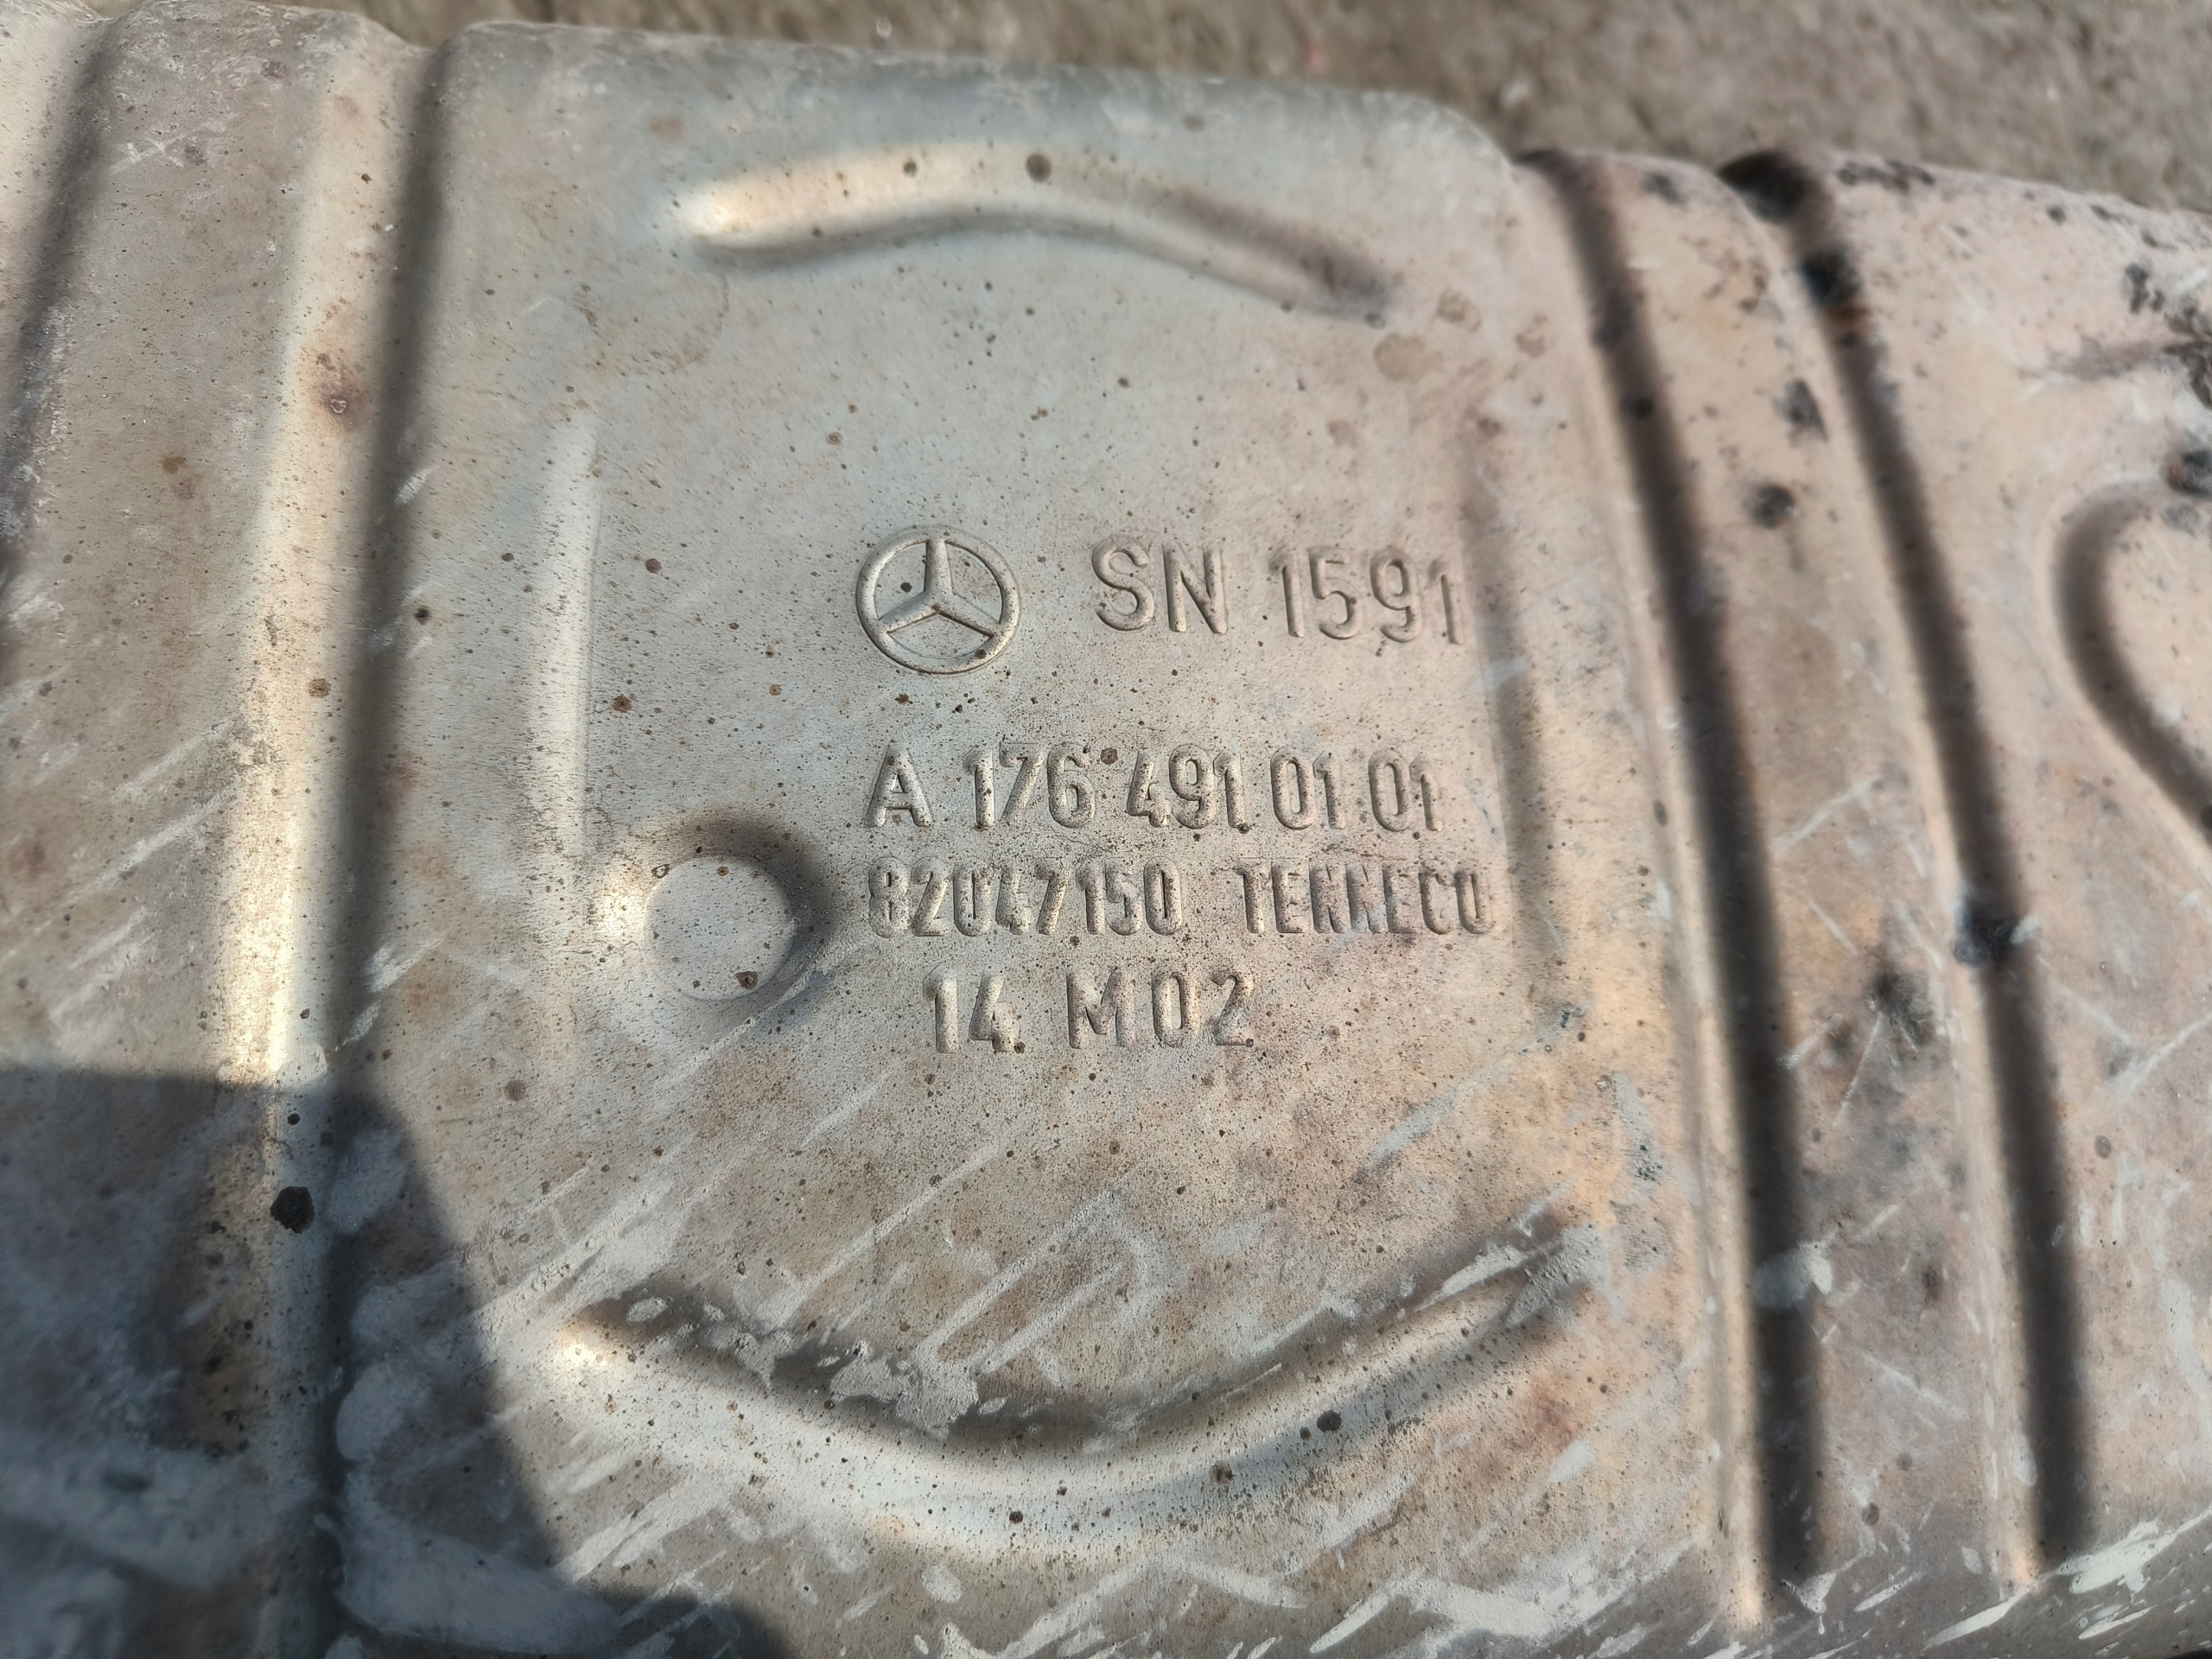 SN 1591
A 176 491 01 01
82047150 TENNECO
14 M02